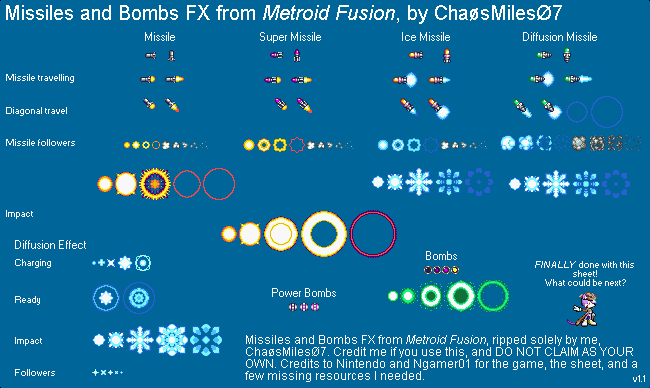 Missiles and Bombs FX from Metroid Fusion, by ChaøsMilesØ7
Missile
Super Missile
Ice Missile
Diffusion Missile
Missile travelling
Diagonal travel
Missile followers
Impact
Diffusion Effect
Charging
Bombs
FINALLY done with this
sheet!
What could be next?
Ready
Power Bombs
Impact
Missiles and Bombs FX from Metroid Fusion, ripped solely by me,
ChaøsMilesØ7. Credit me if you use this, and DO NOT CLAIM AS YOUR
OWN. Credits to Nintendo and Ngamer01 for the game, the sheet, and a
few missing resources I needed.
Followers
v1.1